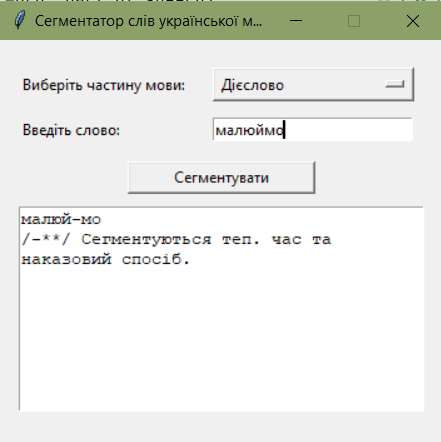 Сегментатор слів української м...
Виберіть частину мови: Дієслово
Введіть слово: малюймо
Сегментувати
малюй-мо
/-**/ Сегментуються теп. час та
наказовий спосіб.